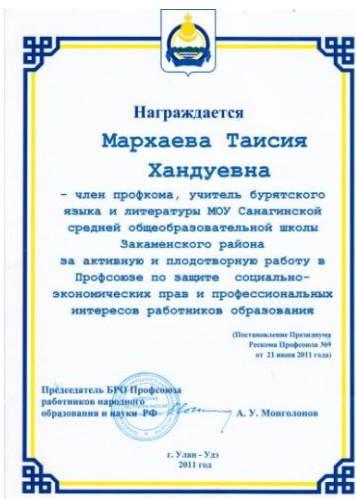 Награждается
Мархаева Таисия
Хандуевна
- член профкома, учитель бурятского
языка и литературы МОУ Санагинской
средней общеобразовательной школы
Закаменского района
за активную и плодотворную работу в
Профсоюзе по защите социально-
экономических прав и профессиональных
интересов работников образования
(Постановление Президиума
Рескома Профсоюза №9
от 21 июня 2011 года)
Председатель БРО Профсоюза
работников народного
образования и науки РФ А. У. Монголонов
г. Улан - Удэ
2011 год